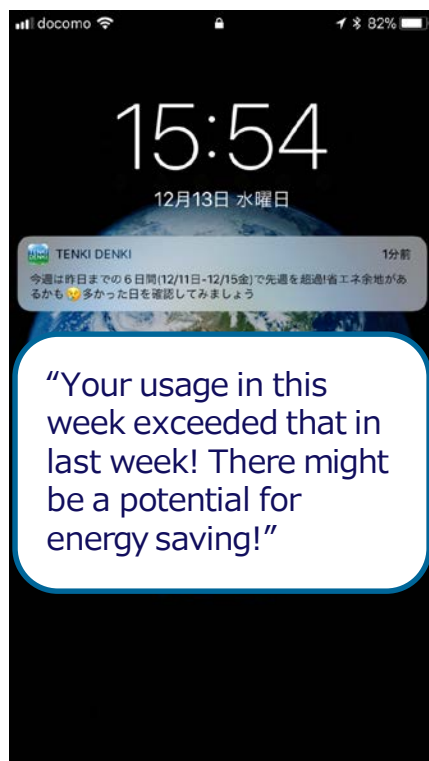 docomo 82%
15:54
12月13日 水曜日
TENKI DENKI 1分前
今週は昨日までの6日間(12/11日-12/15金)で先週を超過!省エネ余地があ
るかも😯多かった日を確認してみましょう
“Your usage in this
week exceeded that in
last week! There might
be a potential for
energy saving!”